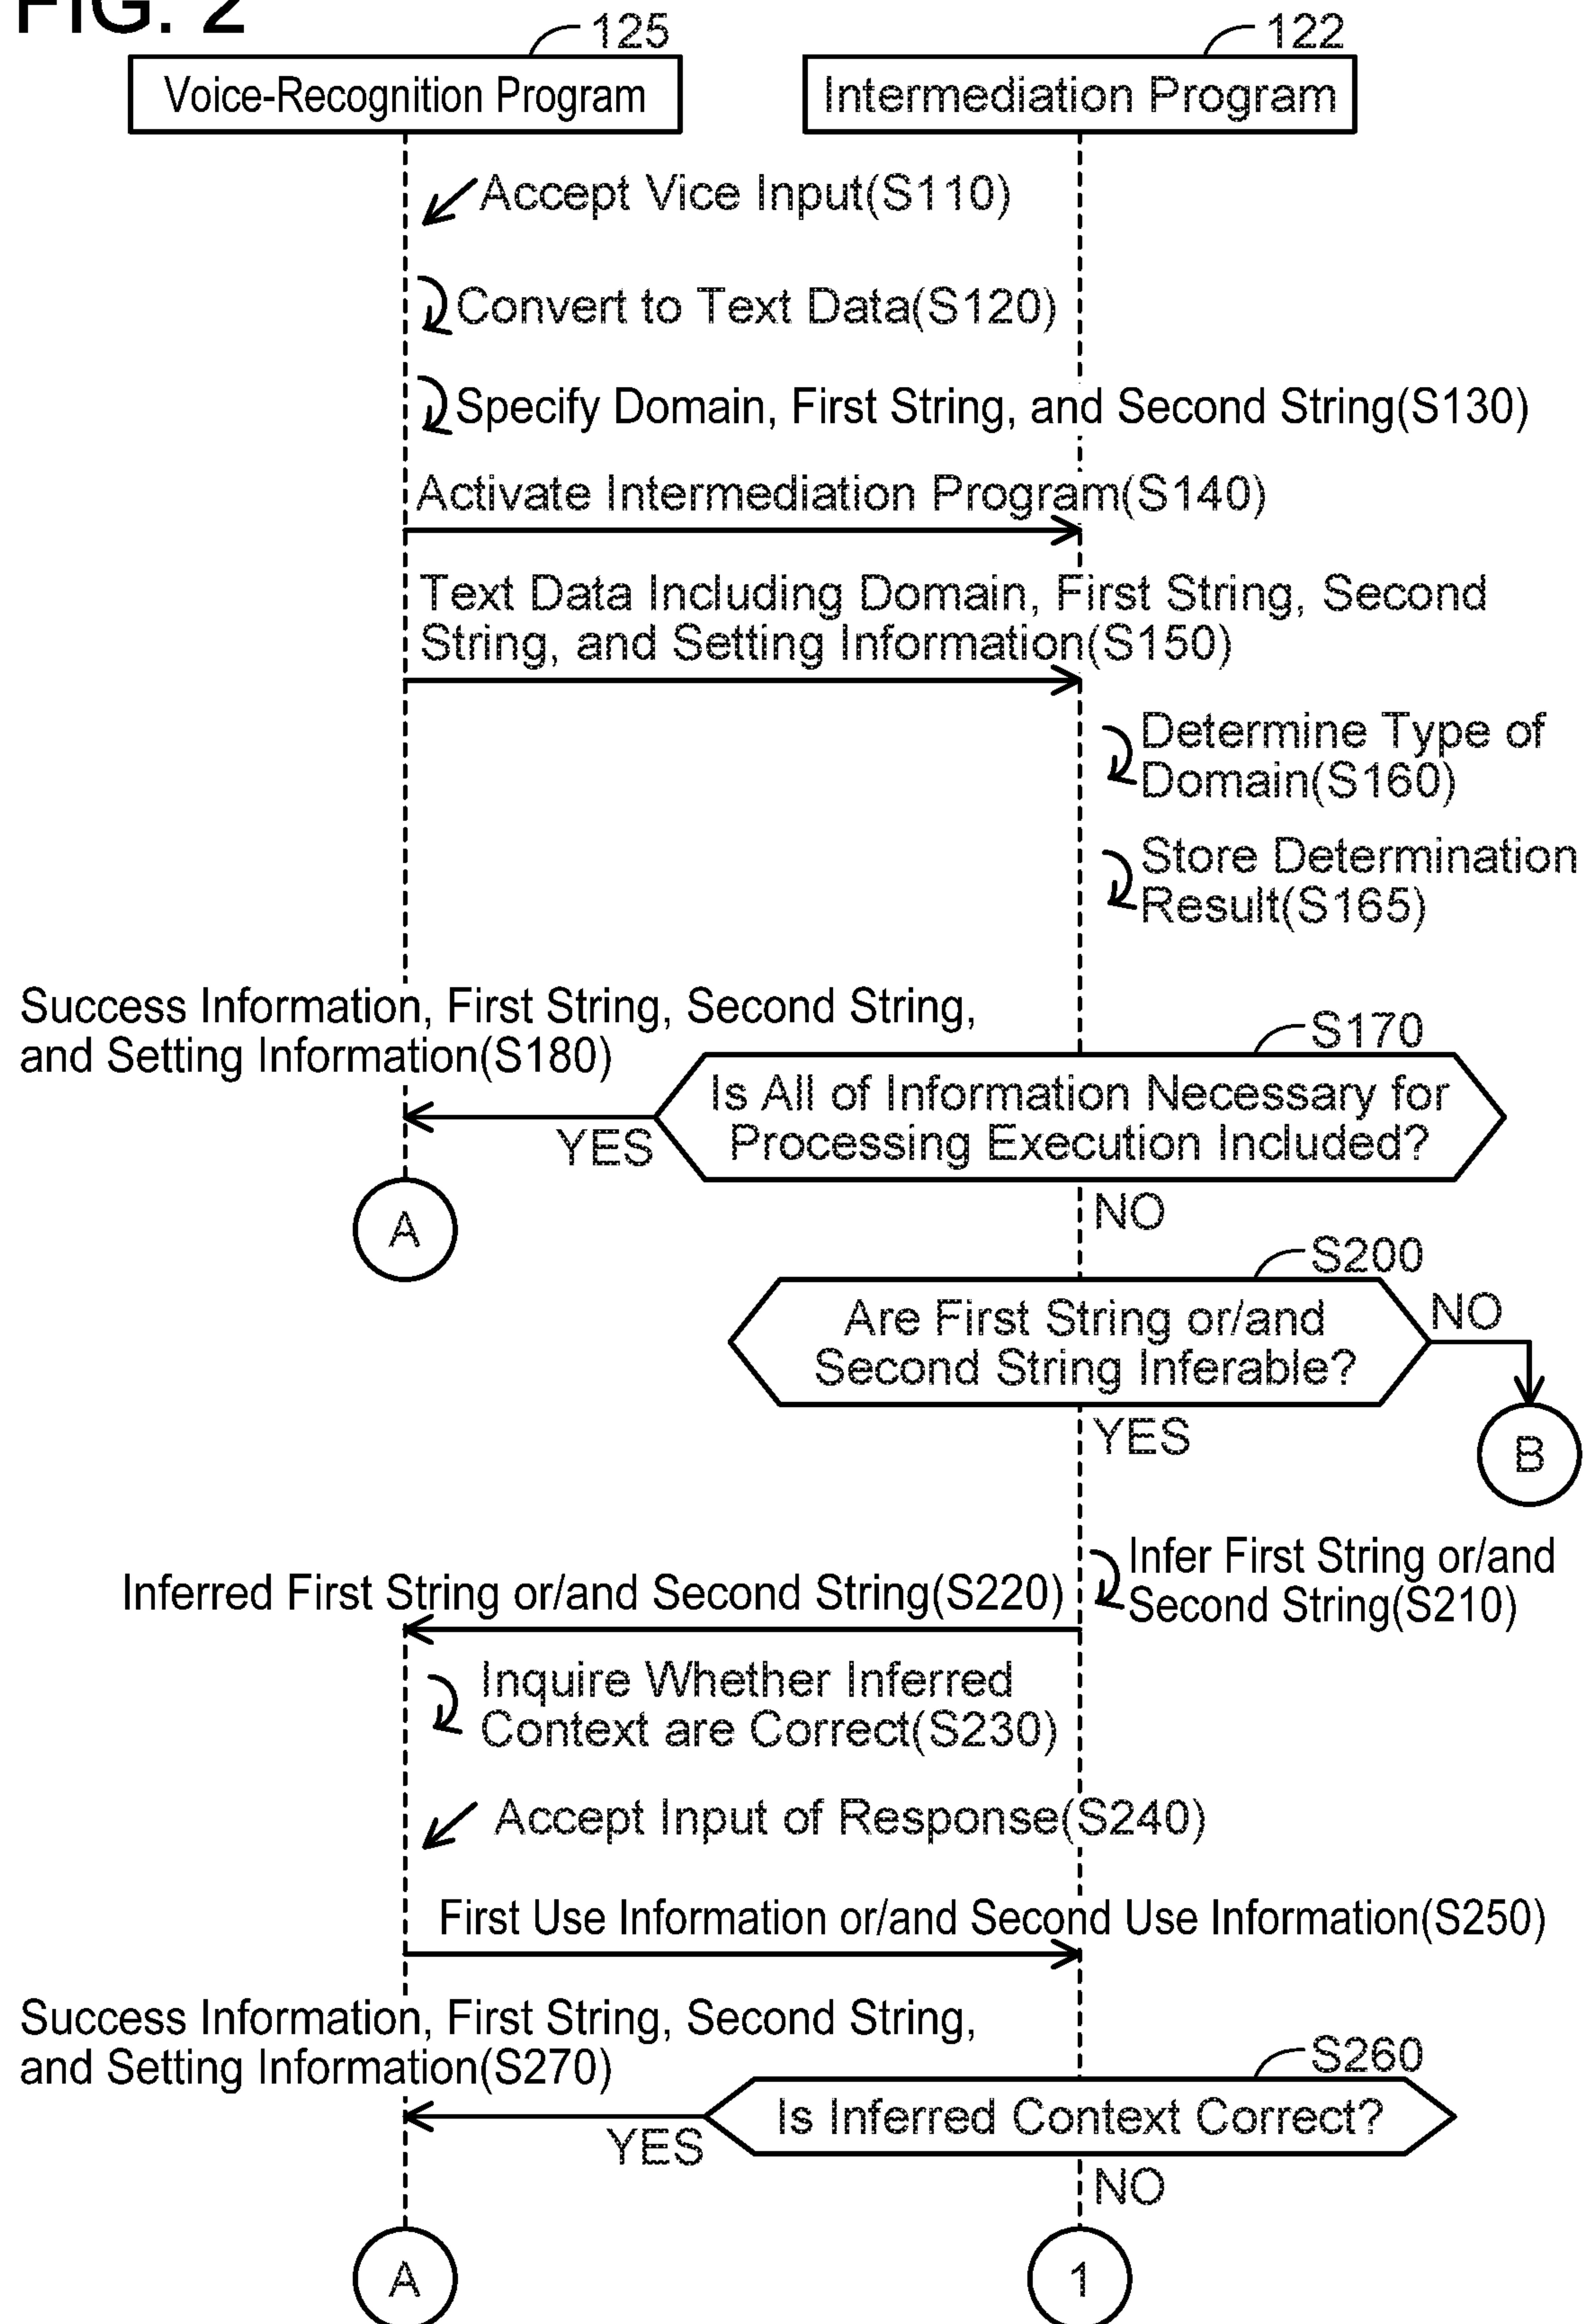 FIG. 2
125
122
Voice-Recognition Program
Intermediation Program
Accept Vice Input(S110)
Convert to Text Data(S120)
Specify Domain, First String, and Second String(S130)
Activate Intermediation Program(S140)
Text Data Including Domain, First String, Second
String, and Setting Information(S150)
Determine Type of
Domain(S160)
Store Determination
Result(S165)
Success Information, First String, Second String,
and Setting Information(S180)
S170
Is All of Information Necessary for
Processing Execution Included?
YES
NO
A
S200
Are First String or/and
Second String Inferable?
NO
YES
B
Infer First String or/and
Second String(S210)
Inferred First String or/and Second String(S220)
Inquire Whether Inferred
Context are Correct(S230)
Accept Input of Response(S240)
First Use Information or/and Second Use Information(S250)
Success Information, First String, Second String,
and Setting Information(S270)
S260
Is Inferred Context Correct?
YES
NO
A
1